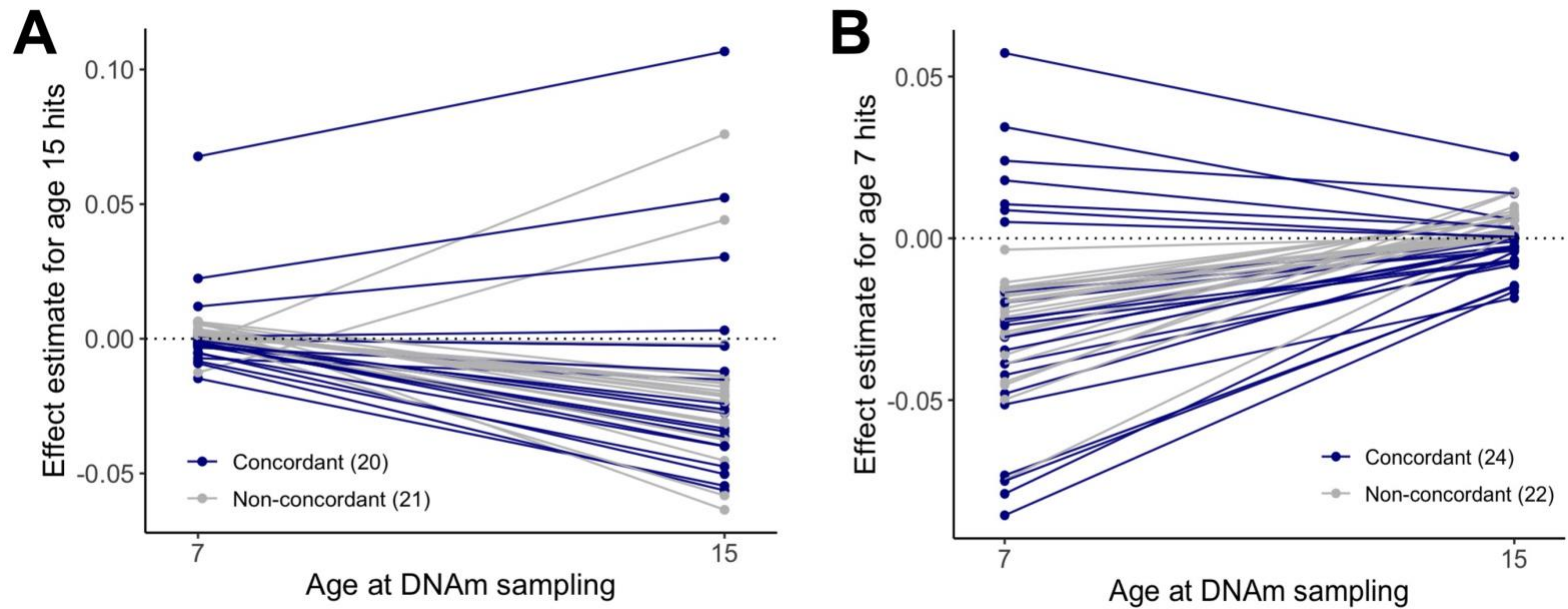 A
Effect estimate for age 15 hits
0.10
0.05
0.00
-0.05
Concordant (20)
Non-concordant (21)
7
15
Age at DNAm sampling
B
Effect estimate for age 7 hits
0.05
0.00
-0.05
Concordant (24)
Non-concordant (22)
7
15
Age at DNAm sampling